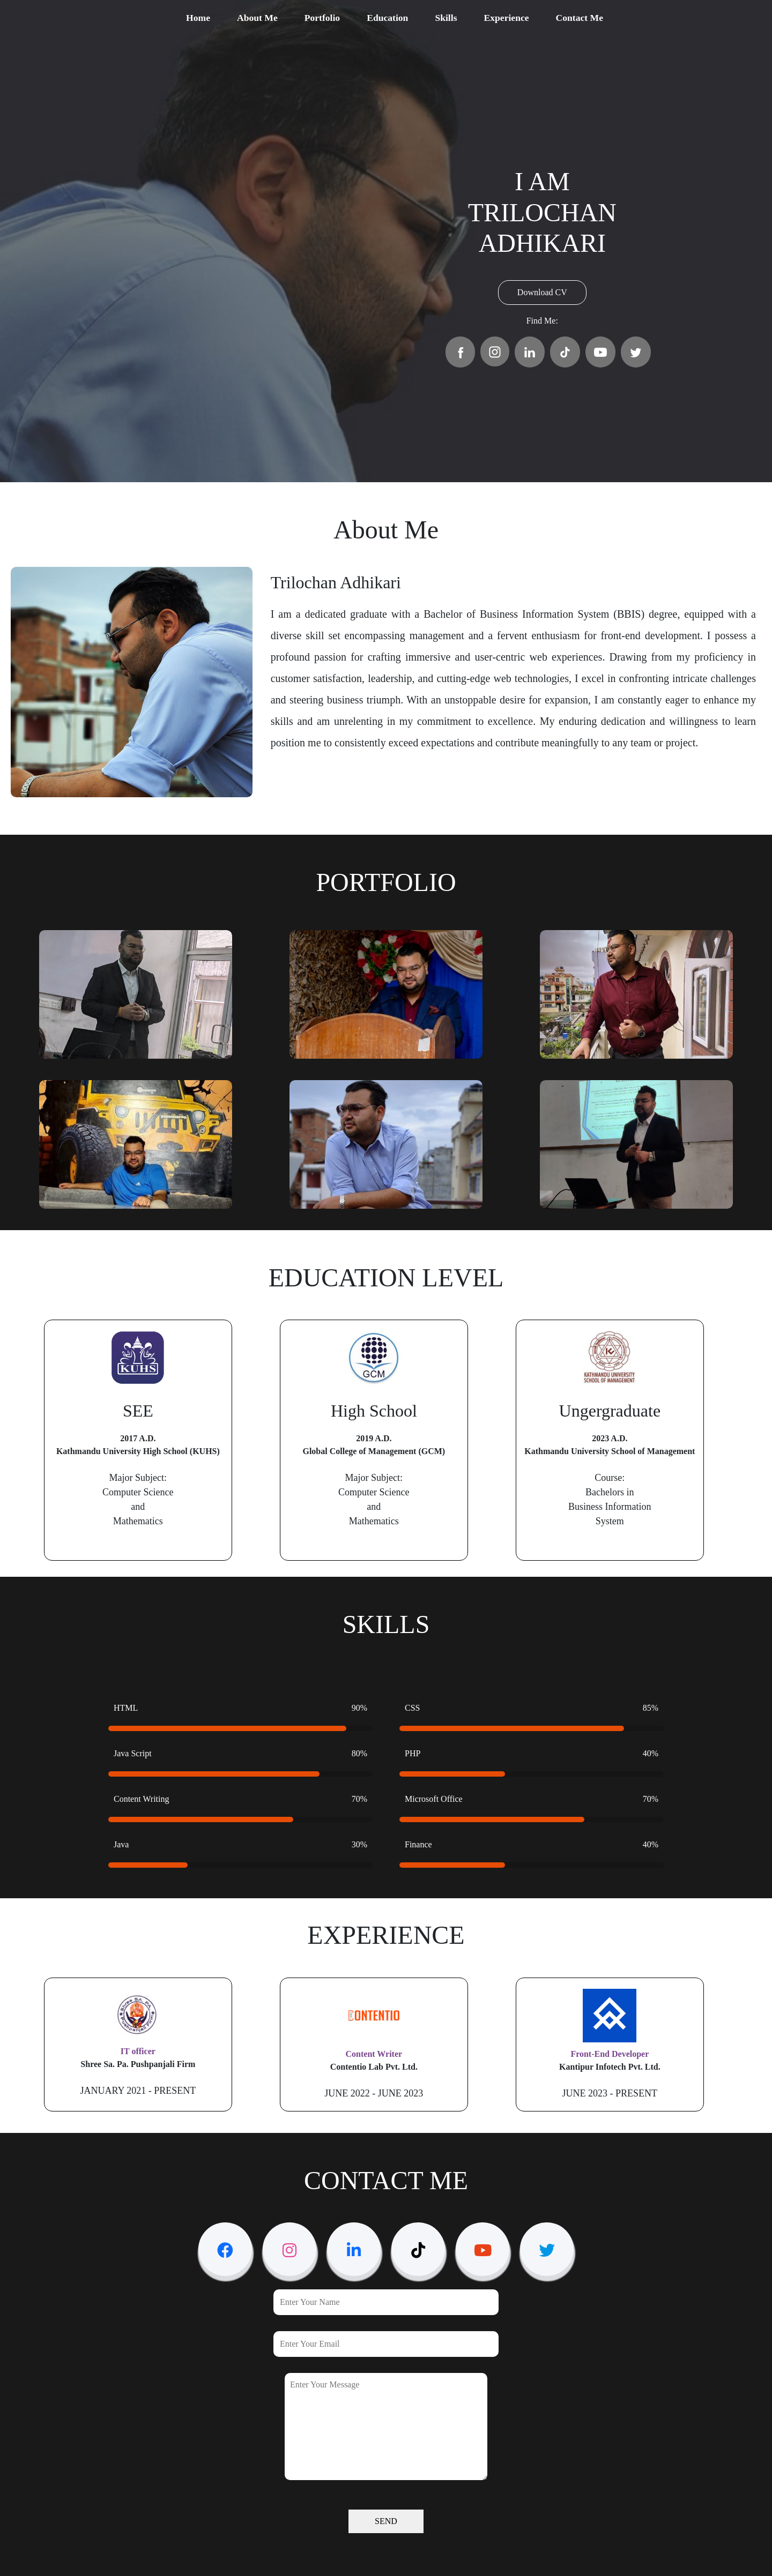 Home About Me Portfolio Education Skills Experience Contact Me
I AM
TRILOCHAN
ADHIKARI
Download CV
Find Me:
About Me
Trilochan Adhikari
I am a dedicated graduate with a Bachelor of Business Information System (BBIS) degree, equipped with a
diverse skill set encompassing management and a fervent enthusiasm for front-end development. I possess a
profound passion for crafting immersive and user-centric web experiences. Drawing from my proficiency in
customer satisfaction, leadership, and cutting-edge web technologies, I excel in confronting intricate challenges
and steering business triumph. With an unstoppable desire for expansion, I am constantly eager to enhance my
skills and am unrelenting in my commitment to excellence. My enduring dedication and willingness to learn
position me to consistently exceed expectations and contribute meaningfully to any team or project.
PORTFOLIO
EDUCATION LEVEL
KUHS
SEE
2017 A.D.
Kathmandu University High School (KUHS)
Major Subject:
Computer Science
and
Mathematics
GCM
High School
2019 A.D.
Global College of Management (GCM)
Major Subject:
Computer Science
and
Mathematics
KATHMANDU UNIVERSITY
SCHOOL OF MANAGEMENT
Ungergraduate
2023 A.D.
Kathmandu University School of Management
Course:
Bachelors in
Business Information
System
SKILLS
HTML 90% CSS 85%
Java Script 80% PHP 40%
Content Writing 70% Microsoft Office 70%
Java 30% Finance 40%
EXPERIENCE
IT officer
Shree Sa. Pa. Pushpanjali Firm
JANUARY 2021 - PRESENT
CONTENTIO
Content Writer
Contentio Lab Pvt. Ltd.
JUNE 2022 - JUNE 2023
Front-End Developer
Kantipur Infotech Pvt. Ltd.
JUNE 2023 - PRESENT
CONTACT ME
Enter Your Name
Enter Your Email
Enter Your Message
SEND